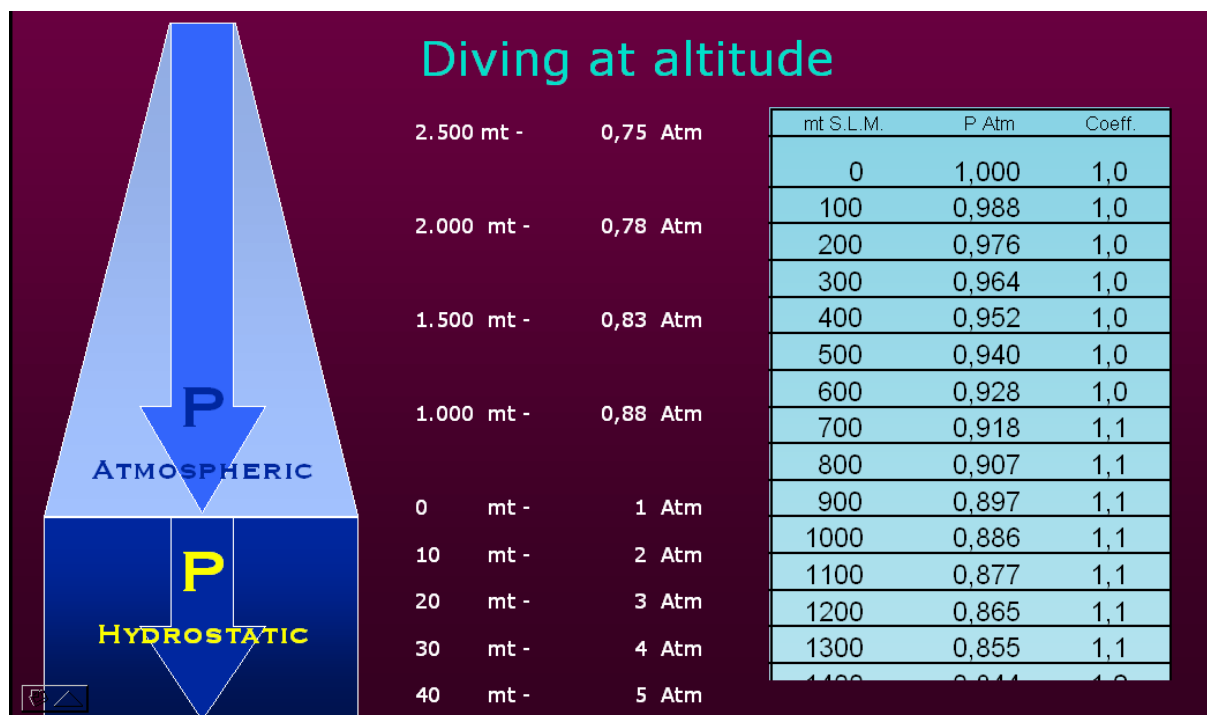 Diving at altitude
P
ATMOSPHERIC
P
HYDROSTATIC
2.500 mt - 0,75 Atm
2.000 mt - 0,78 Atm
1.500 mt - 0,83 Atm
1.000 mt - 0,88 Atm
0 mt - 1 Atm
10 mt - 2 Atm
20 mt - 3 Atm
30 mt - 4 Atm
40 mt - 5 Atm
mt S.L.M. P Atm Coeff.
0 1,000 1,0
100 0,988 1,0
200 0,976 1,0
300 0,964 1,0
400 0,952 1,0
500 0,940 1,0
600 0,928 1,0
700 0,918 1,1
800 0,907 1,1
900 0,897 1,1
1000 0,886 1,1
1100 0,877 1,1
1200 0,865 1,1
1300 0,855 1,1